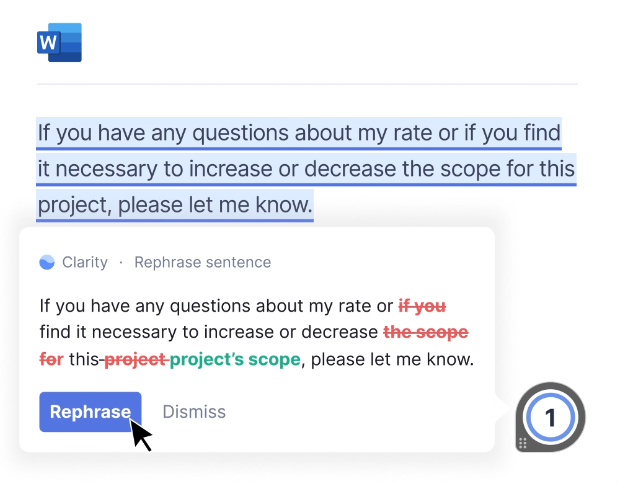 W
If you have any questions about my rate or if you find
it necessary to increase or decrease the scope for this
project, please let me know.
Clarity · Rephrase sentence
If you have any questions about my rate or if you
find it necessary to increase or decrease the scope
for this project project's scope, please let me know.
Rephrase Dismiss
1